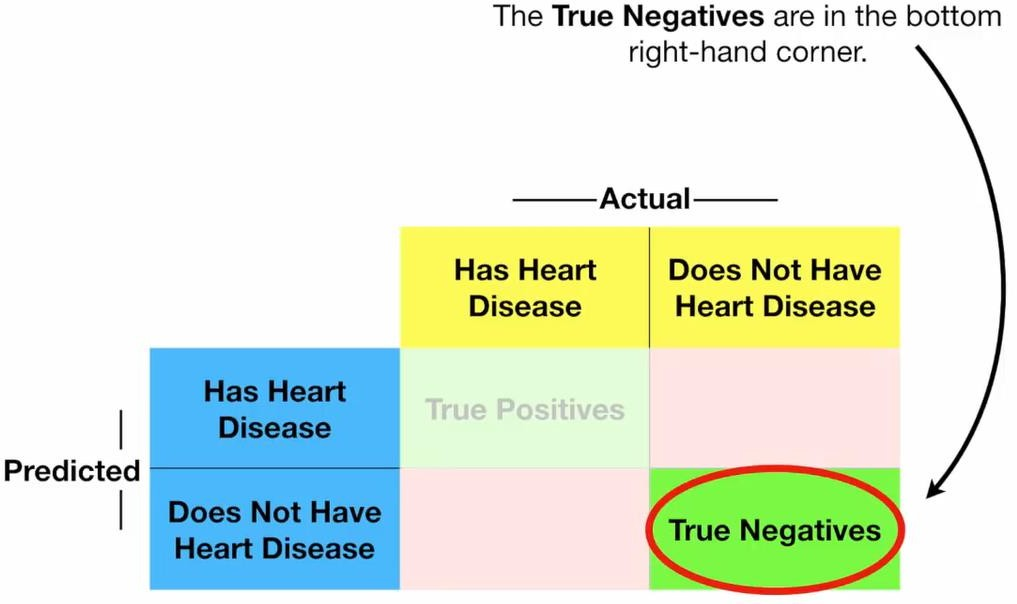 The True Negatives are in the bottom
right-hand corner.
Actual
Has Heart
Disease
Does Not Have
Heart Disease
Has Heart
Disease
True Positives
Predicted
Does Not Have
Heart Disease
True Negatives